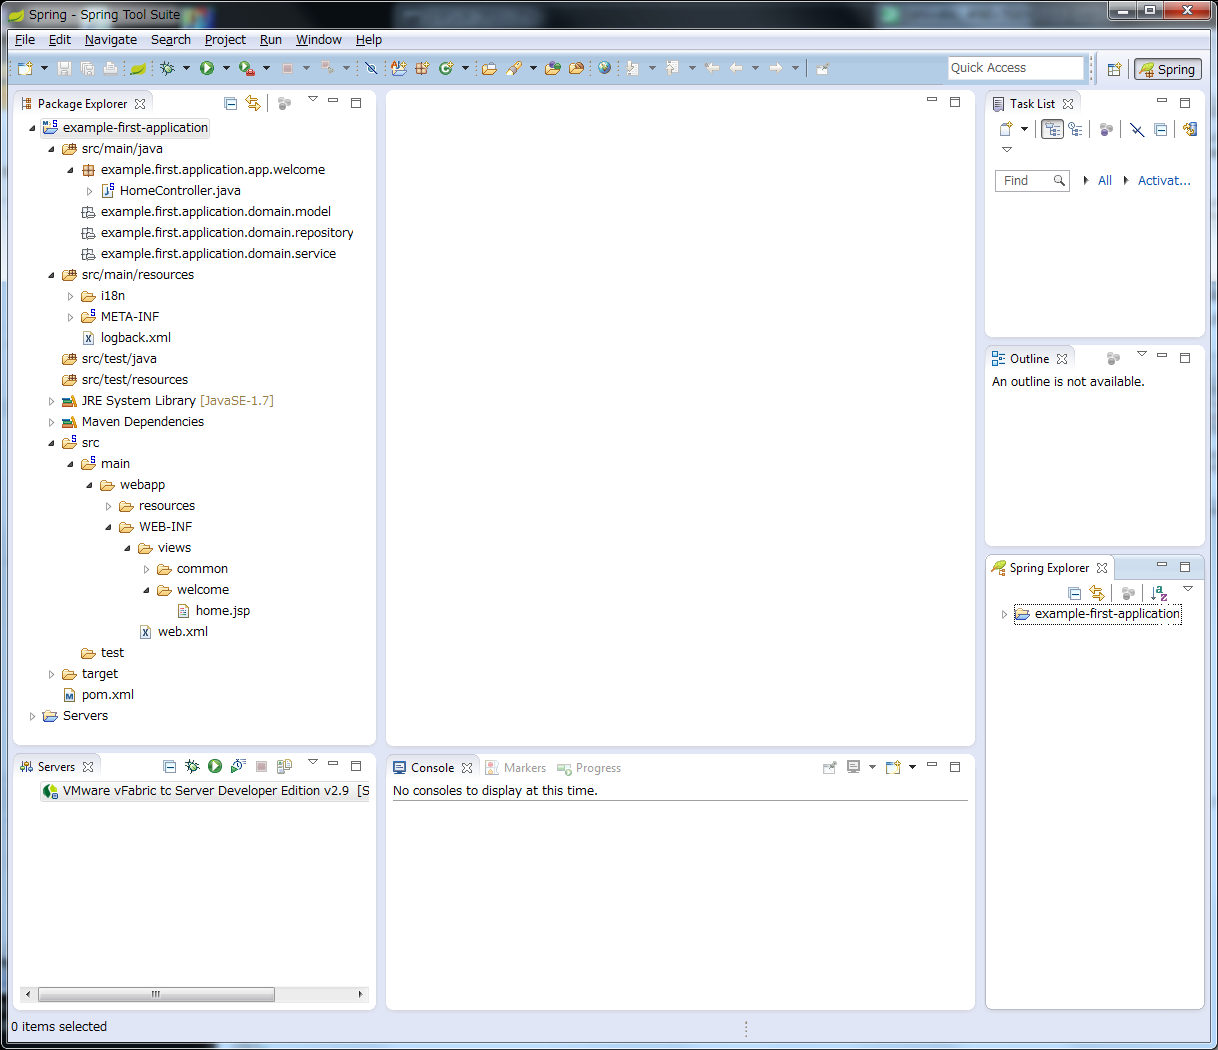 Spring - Spring Tool Suite
File Edit Navigate Search Project Run Window Help
Quick Access
Spring
Package Explorer
example-first-application
src/main/java
example.first.application.app.welcome
HomeController.java
example.first.application.domain.model
example.first.application.domain.repository
example.first.application.domain.service
src/main/resources
i18n
META-INF
logback.xml
src/test/java
src/test/resources
JRE System Library [JavaSE-1.7]
Maven Dependencies
src
main
webapp
resources
WEB-INF
views
common
welcome
home.jsp
web.xml
test
target
pom.xml
Servers
Servers
VMware vFabric tc Server Developer Edition v2.9 [S
Console Markers Progress
No consoles to display at this time.
Task List
Find All Activat...
Outline
An outline is not available.
Spring Explorer
example-first-application
0 items selected